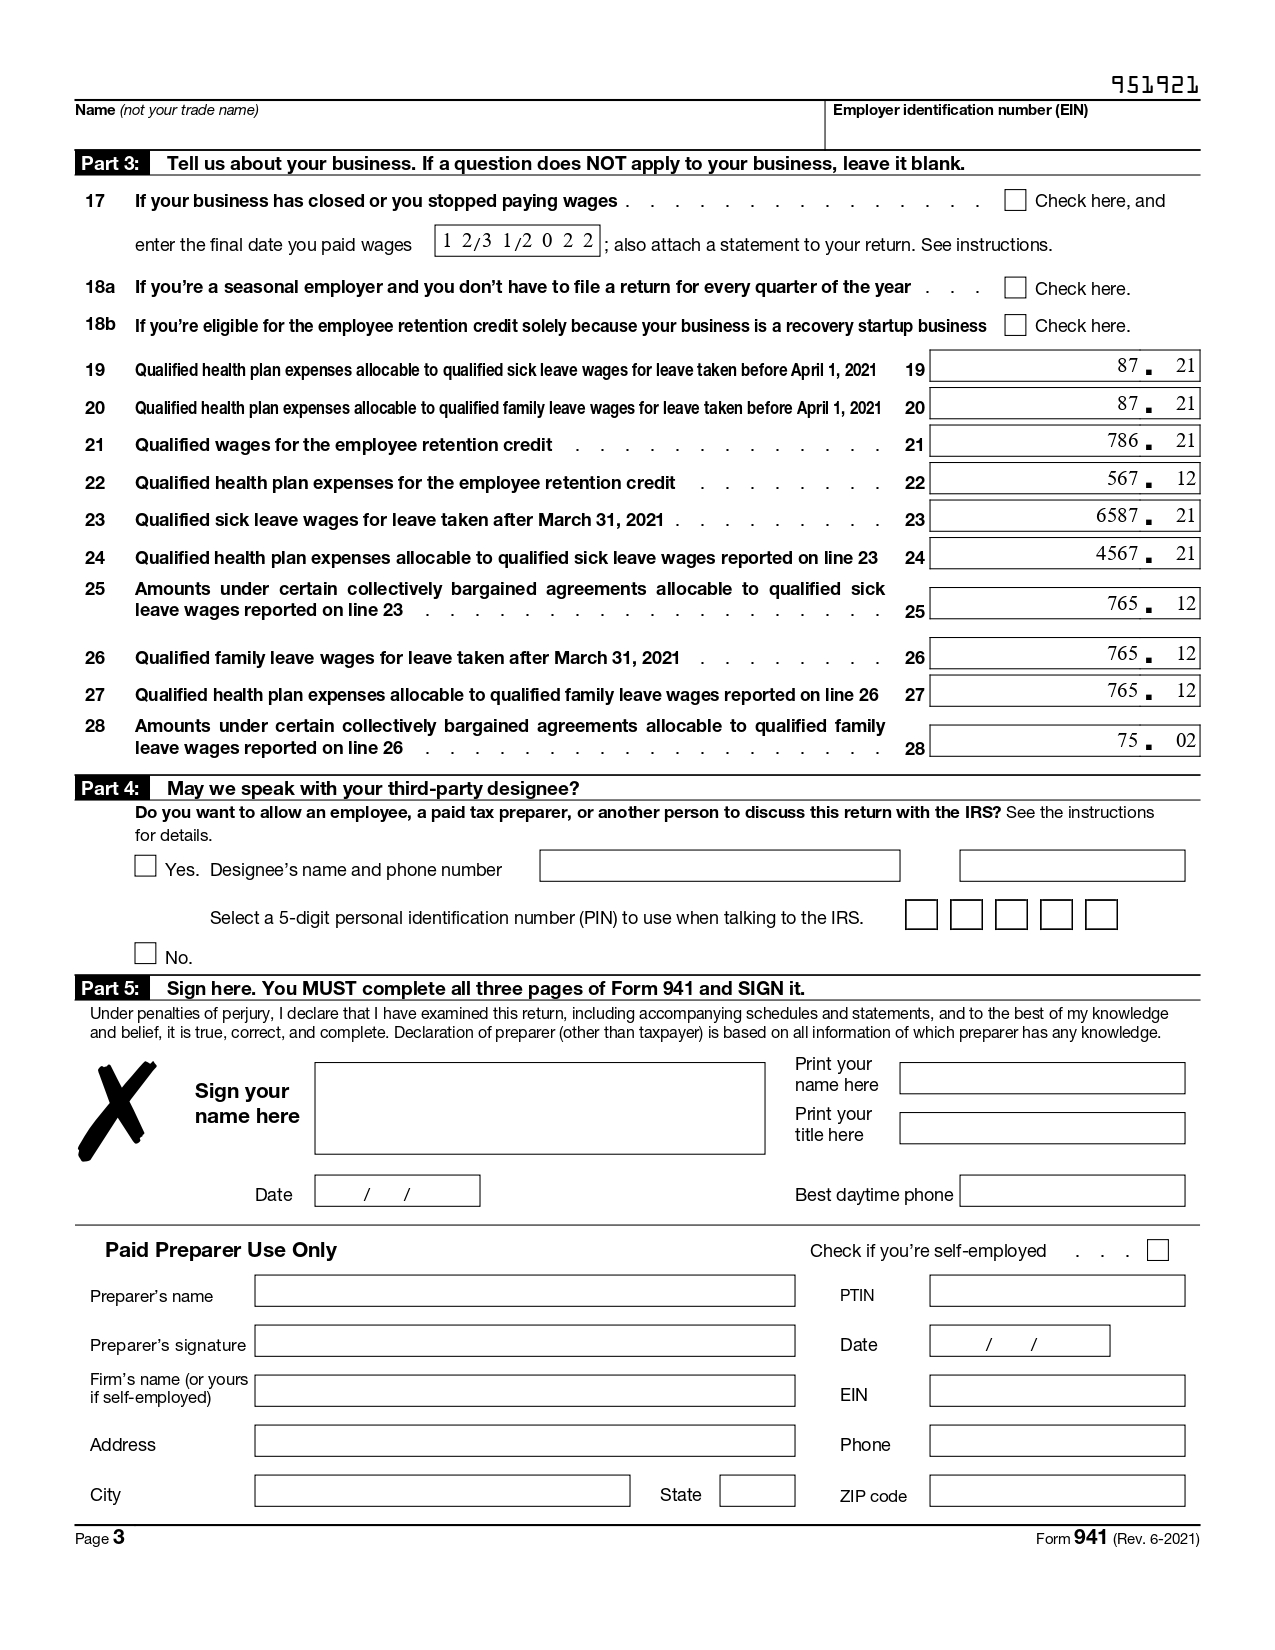 951921
Name (not your trade name) Employer identification number (EIN)
Part 3: Tell us about your business. If a question does NOT apply to your business, leave it blank.
17 If your business has closed or you stopped paying wages . . . . . . . . . . . . . . . Check here, and
enter the final date you paid wages 1 2/3 1/2 0 2 2 ; also attach a statement to your return. See instructions.
18a If you're a seasonal employer and you don't have to file a return for every quarter of the year . . . Check here.
18b If you're eligible for the employee retention credit solely because your business is a recovery startup business Check here.
19 Qualified health plan expenses allocable to qualified sick leave wages for leave taken before April 1, 2021 19 87 . 21
20 Qualified health plan expenses allocable to qualified family leave wages for leave taken before April 1, 2021 20 87 . 21
21 Qualified wages for the employee retention credit . . . . . . . . . . . . . 21 786 . 21
22 Qualified health plan expenses for the employee retention credit . . . . . . . . 22 567 . 12
23 Qualified sick leave wages for leave taken after March 31, 2021 . . . . . . . . . 23 6587 . 21
24 Qualified health plan expenses allocable to qualified sick leave wages reported on line 23 24 4567 . 21
25 Amounts under certain collectively bargained agreements allocable to qualified sick
leave wages reported on line 23 . . . . . . . . . . . . . . . . . . . 25 765 . 12
26 Qualified family leave wages for leave taken after March 31, 2021 . . . . . . . . 26 765 . 12
27 Qualified health plan expenses allocable to qualified family leave wages reported on line 26 27 765 . 12
28 Amounts under certain collectively bargained agreements allocable to qualified family
leave wages reported on line 26 . . . . . . . . . . . . . . . . . . . 28 75 . 02
Part 4: May we speak with your third-party designee?
Do you want to allow an employee, a paid tax preparer, or another person to discuss this return with the IRS? See the instructions
for details.
Yes. Designee's name and phone number
Select a 5-digit personal identification number (PIN) to use when talking to the IRS.
No.
Part 5: Sign here. You MUST complete all three pages of Form 941 and SIGN it.
Under penalties of perjury, I declare that I have examined this return, including accompanying schedules and statements, and to the best of my knowledge
and belief, it is true, correct, and complete. Declaration of preparer (other than taxpayer) is based on all information of which preparer has any knowledge.
Sign your
name here
Print your
name here
Print your
title here
Date / / Best daytime phone
Paid Preparer Use Only Check if you're self-employed . . .
Preparer's name PTIN
Preparer's signature Date / /
Firm's name (or yours
if self-employed) EIN
Address Phone
City State ZIP code
Page 3 Form 941 (Rev. 6-2021)